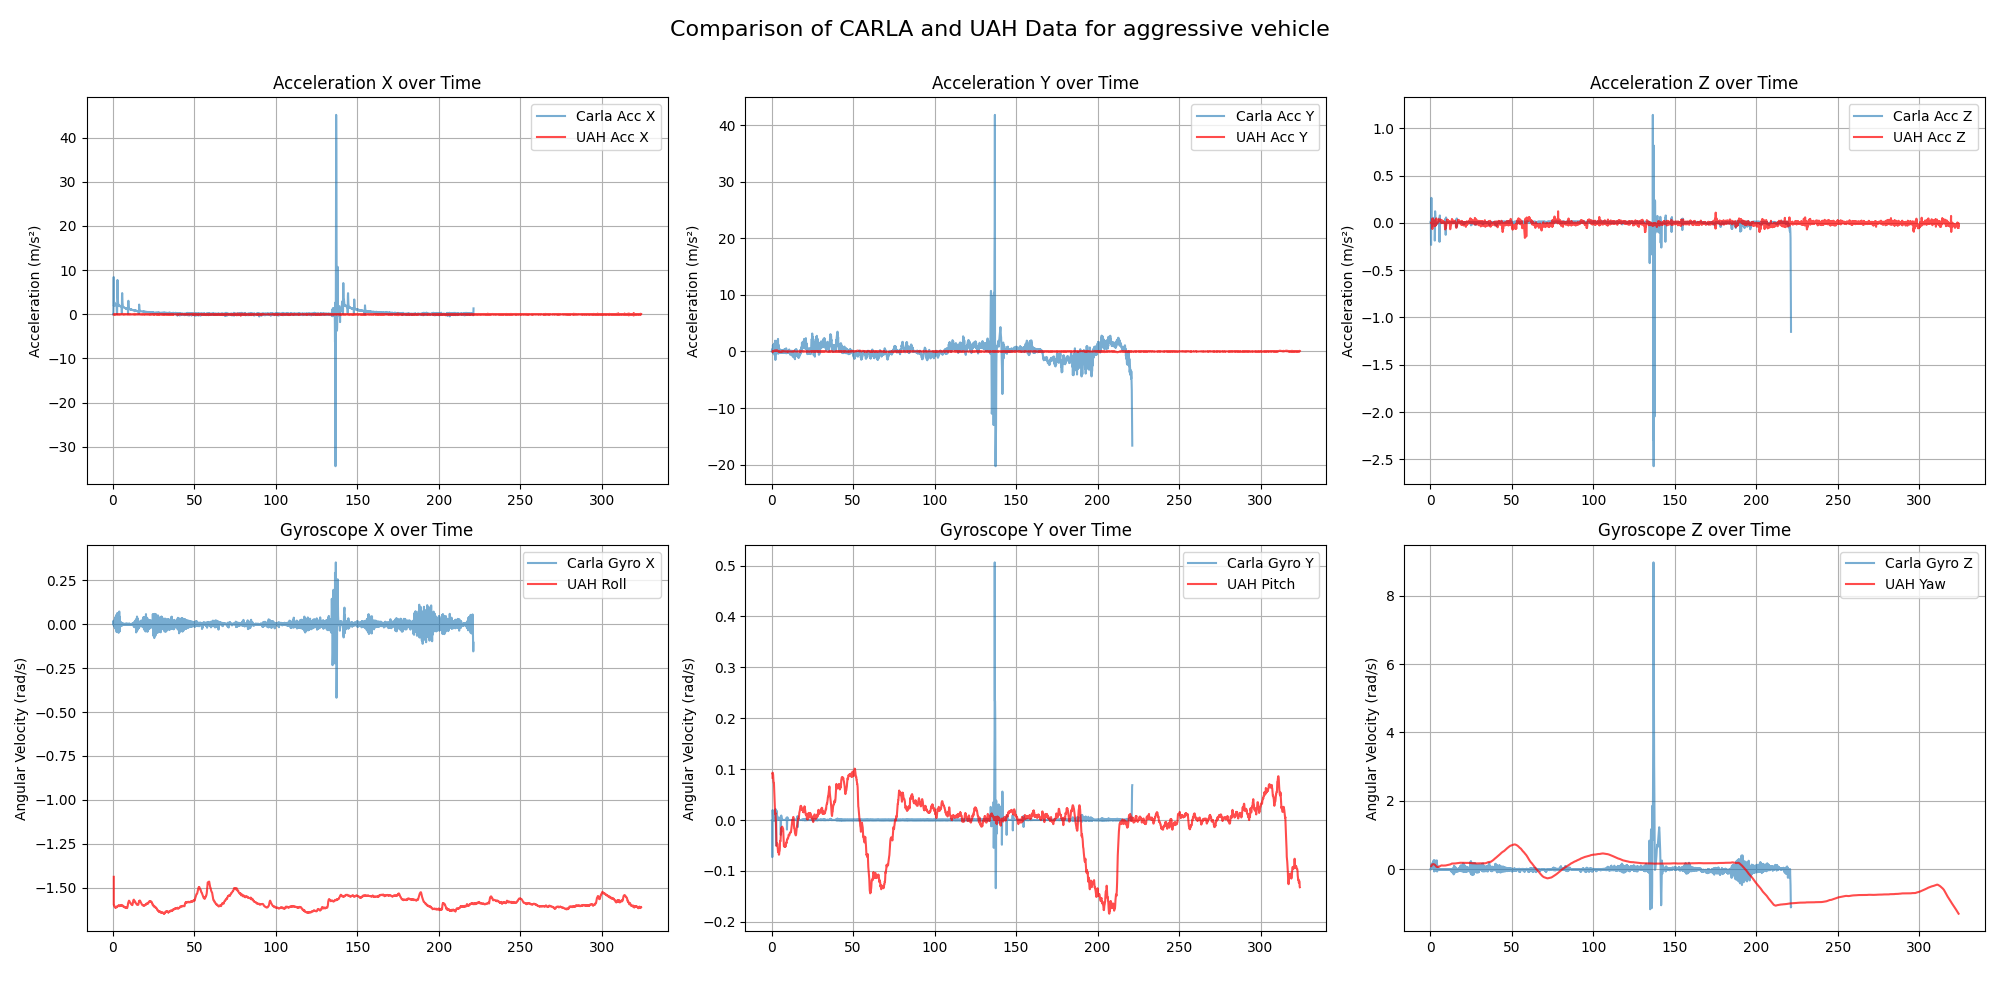 Comparison of CARLA and UAH Data for aggressive vehicle
Acceleration X over Time
Acceleration (m/s²)
40
30
20
10
0
−10
−20
−30
0 50 100 150 200 250 300
Carla Acc X
UAH Acc X
Acceleration Y over Time
Acceleration (m/s²)
40
30
20
10
0
−10
−20
0 50 100 150 200 250 300
Carla Acc Y
UAH Acc Y
Acceleration Z over Time
Acceleration (m/s²)
1.0
0.5
0.0
−0.5
−1.0
−1.5
−2.0
−2.5
0 50 100 150 200 250 300
Carla Acc Z
UAH Acc Z
Gyroscope X over Time
Angular Velocity (rad/s)
0.25
0.00
−0.25
−0.50
−0.75
−1.00
−1.25
−1.50
0 50 100 150 200 250 300
Carla Gyro X
UAH Roll
Gyroscope Y over Time
Angular Velocity (rad/s)
0.5
0.4
0.3
0.2
0.1
0.0
−0.1
−0.2
0 50 100 150 200 250 300
Carla Gyro Y
UAH Pitch
Gyroscope Z over Time
Angular Velocity (rad/s)
8
6
4
2
0
0 50 100 150 200 250 300
Carla Gyro Z
UAH Yaw